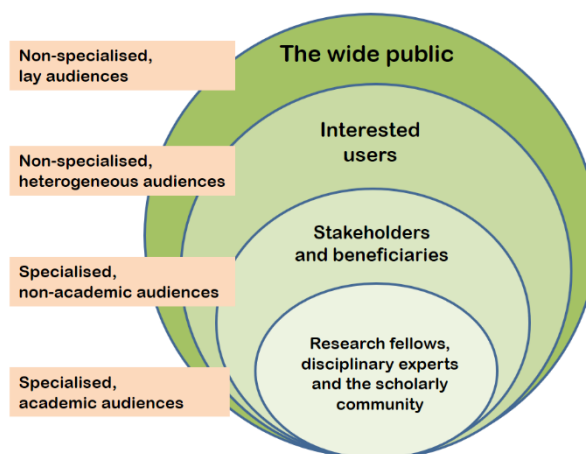 Non-specialised,
lay audiences
The wide public
Non-specialised,
heterogeneous audiences
Interested
users
Specialised,
non-academic audiences
Stakeholders
and beneficiaries
Specialised,
academic audiences
Research fellows,
disciplinary experts
and the scholarly
community